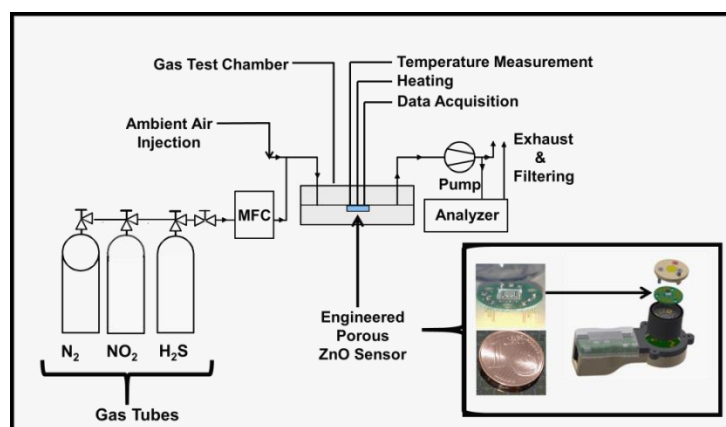 Gas Test Chamber
Temperature Measurement
Heating
Data Acquisition
Ambient Air
Injection
Exhaust
&
Filtering
Pump
MFC
Analyzer
N₂
NO₂
H₂S
Gas Tubes
Engineered
Porous
ZnO Sensor
1